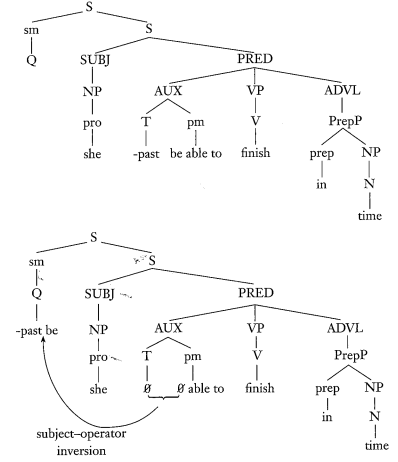 S
sm S
Q SUBJ PRED
NP AUX VP ADVL
pro T pm V PrepP
she -past be able to finish prep NP
in N
time
S
sm S
Q SUBJ PRED
-past be NP AUX VP ADVL
pro T pm V PrepP
she Ø Ø able to finish prep NP
subject–operator in N
inversion time